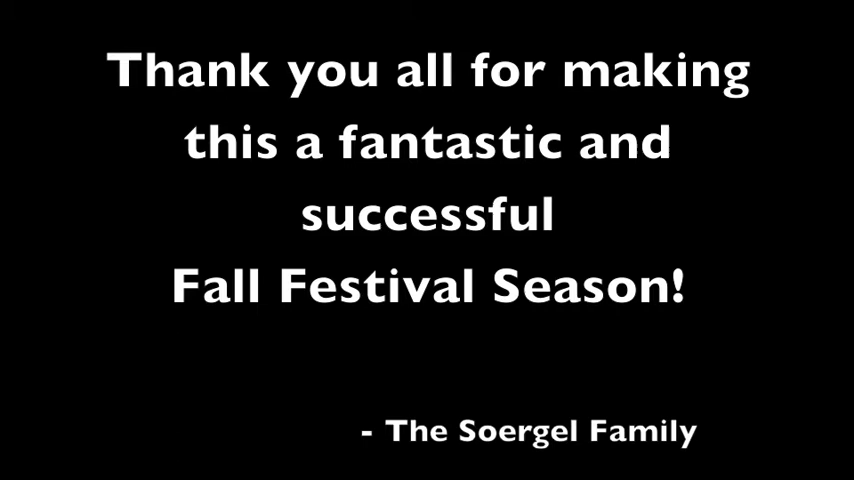 Thank you all for making
this a fantastic and
successful
Fall Festival Season!
- The Soergel Family